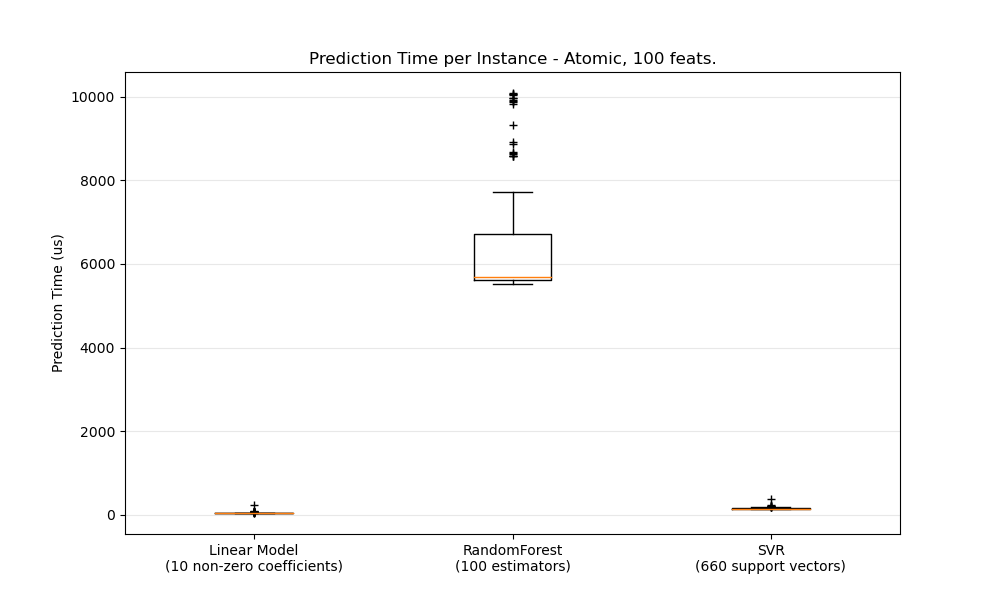 Prediction Time per Instance - Atomic, 100 feats.
Prediction Time (us)
10000
8000
6000
4000
2000
0
Linear Model
(10 non-zero coefficients)
RandomForest
(100 estimators)
SVR
(660 support vectors)